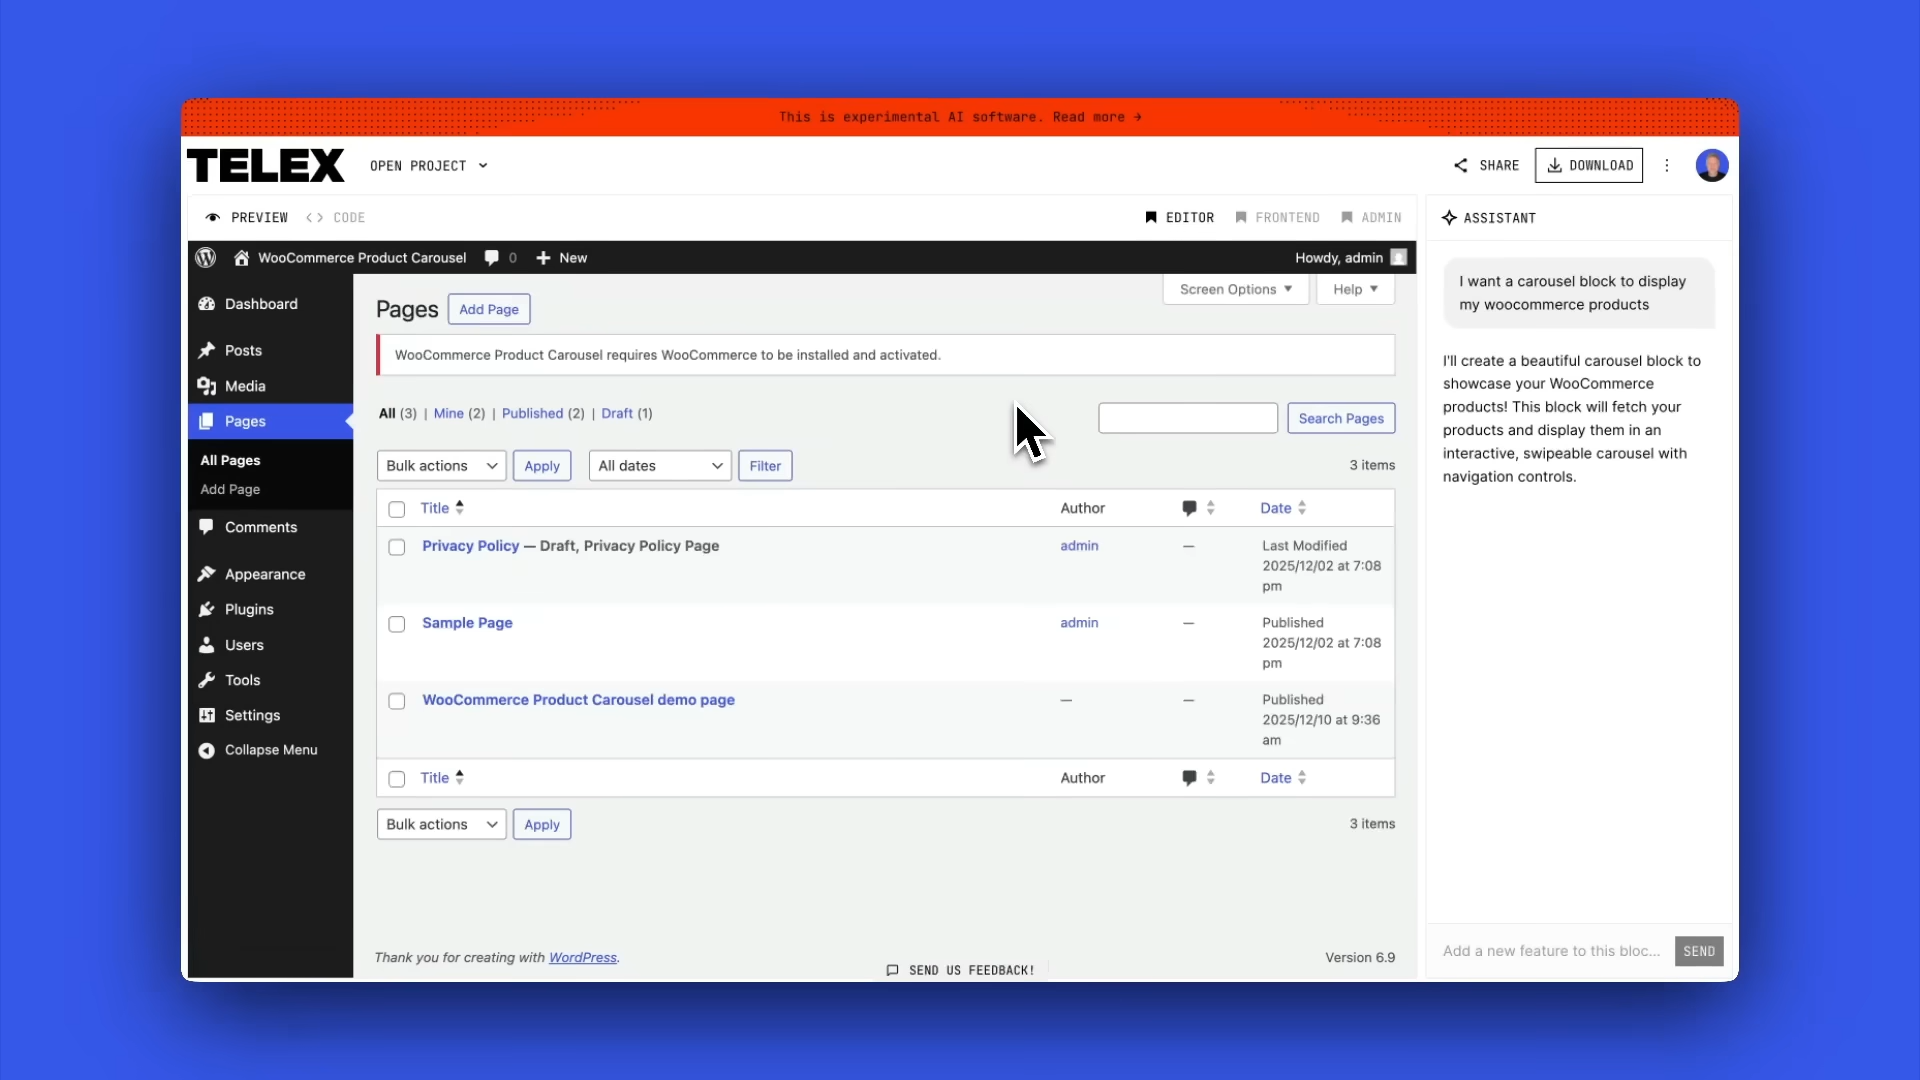 This is experimental AI software. Read more →
TELEX
OPEN PROJECT
SHARE
DOWNLOAD
PREVIEW
CODE
EDITOR
FRONTEND
ADMIN
ASSISTANT
WooCommerce Product Carousel
0
New
Howdy, admin
Dashboard
Posts
Media
Pages
All Pages
Add Page
Comments
Appearance
Plugins
Users
Tools
Settings
Collapse Menu
Screen Options
Help
Pages
Add Page
WooCommerce Product Carousel requires WooCommerce to be installed and activated.
All (3) | Mine (2) | Published (2) | Draft (1)
Search Pages
Bulk actions
Apply
All dates
Filter
3 items
Title
Author
Date
Privacy Policy — Draft, Privacy Policy Page
admin
—
Last Modified
2025/12/02 at 7:08
pm
Sample Page
admin
—
Published
2025/12/02 at 7:08
pm
WooCommerce Product Carousel demo page
—
—
Published
2025/12/10 at 9:36
am
Title
Author
Date
Bulk actions
Apply
3 items
Thank you for creating with WordPress.
Version 6.9
SEND US FEEDBACK!
I want a carousel block to display
my woocommerce products
I'll create a beautiful carousel block to
showcase your WooCommerce
products! This block will fetch your
products and display them in an
interactive, swipeable carousel with
navigation controls.
Add a new feature to this bloc...
SEND